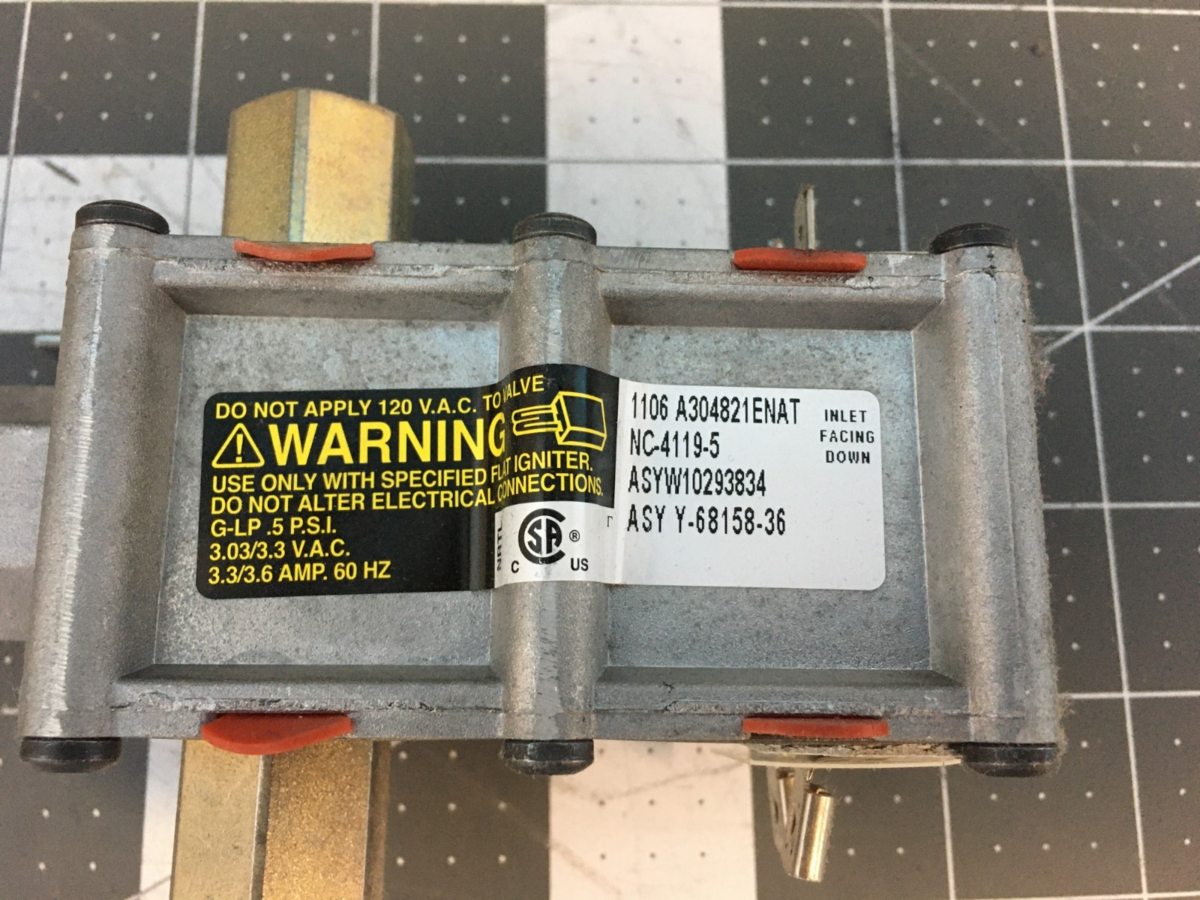 DO NOT APPLY 120 V.A.C. TO VALVE
WARNING
USE ONLY WITH SPECIFIED FLAT IGNITER.
DO NOT ALTER ELECTRICAL CONNECTIONS.
G-LP .5 P.S.I.
3.03/3.3 V.A.C.
3.3/3.6 AMP. 60 HZ
NRTL
CSA ®
C US
1106 A304821ENAT
NC-4119-5
ASYW10293834
ASY Y-68158-36
INLET
FACING
DOWN